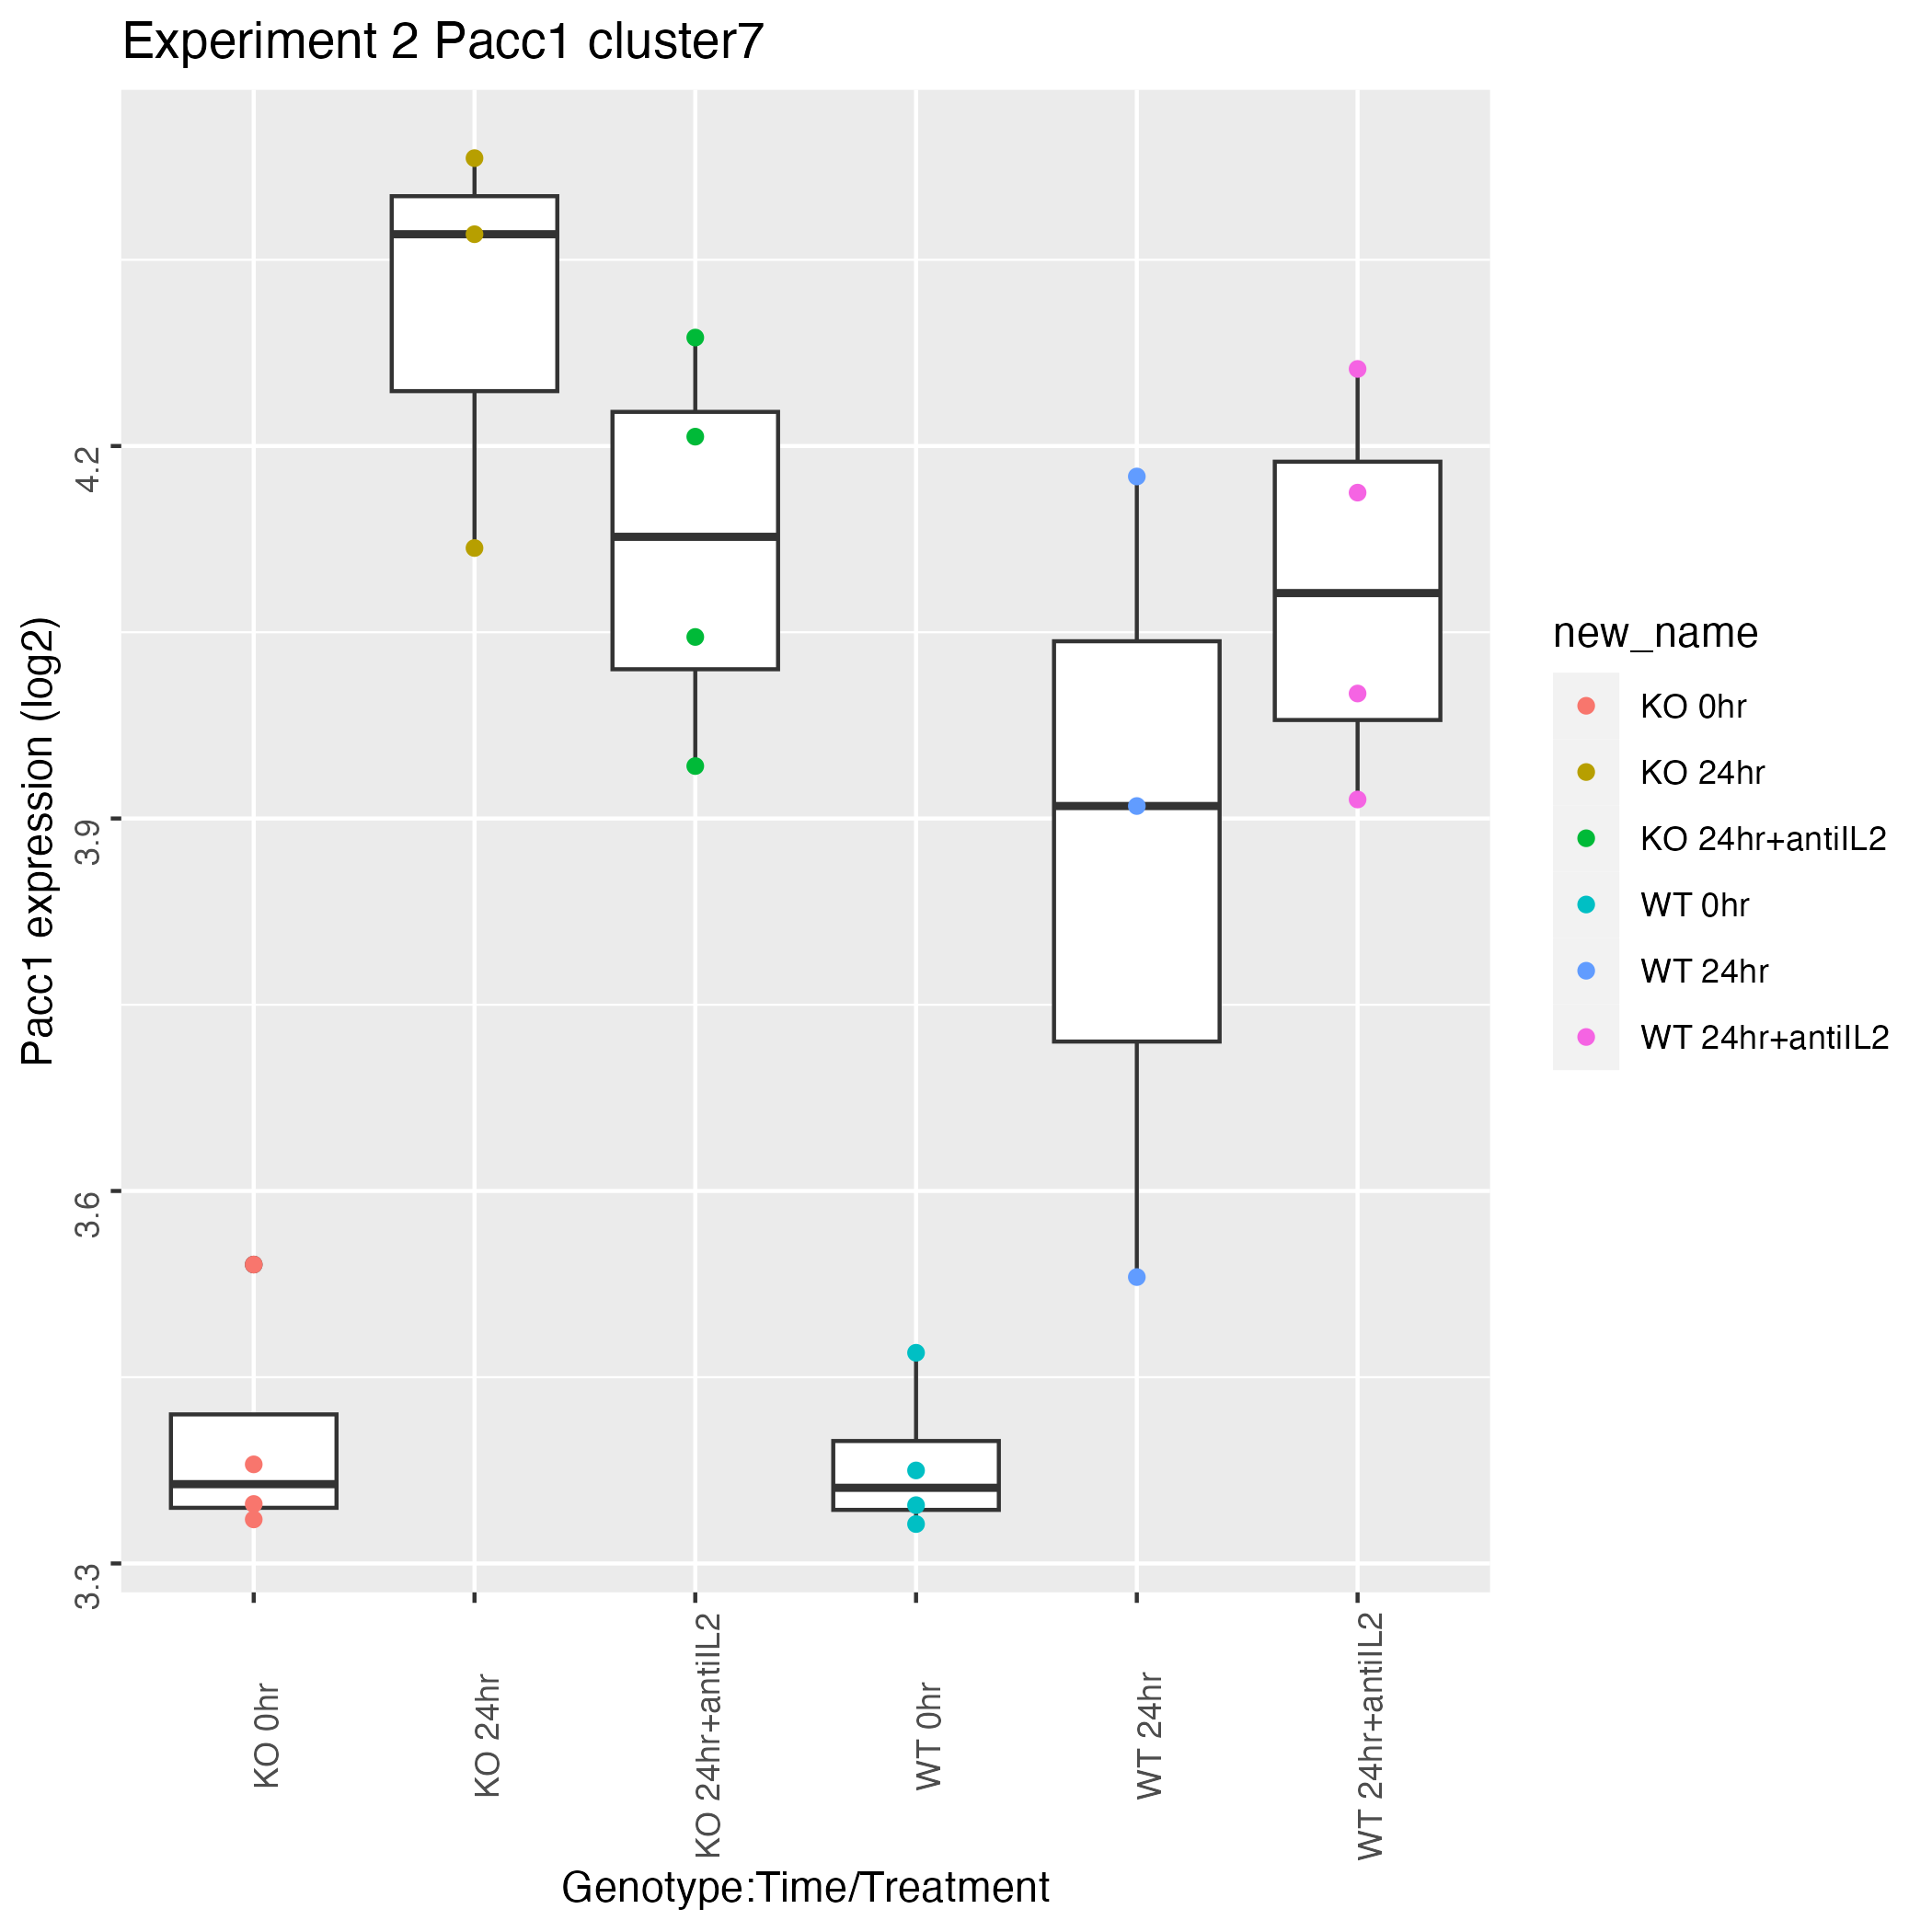 Experiment 2 Pacc1 cluster7
Pacc1 expression (log2)
4.2
3.9
3.6
3.3
KO 0hr
KO 24hr
KO 24hr+antiIL2
WT 0hr
WT 24hr
WT 24hr+antiIL2
Genotype:Time/Treatment
new_name
KO 0hr
KO 24hr
KO 24hr+antiIL2
WT 0hr
WT 24hr
WT 24hr+antiIL2